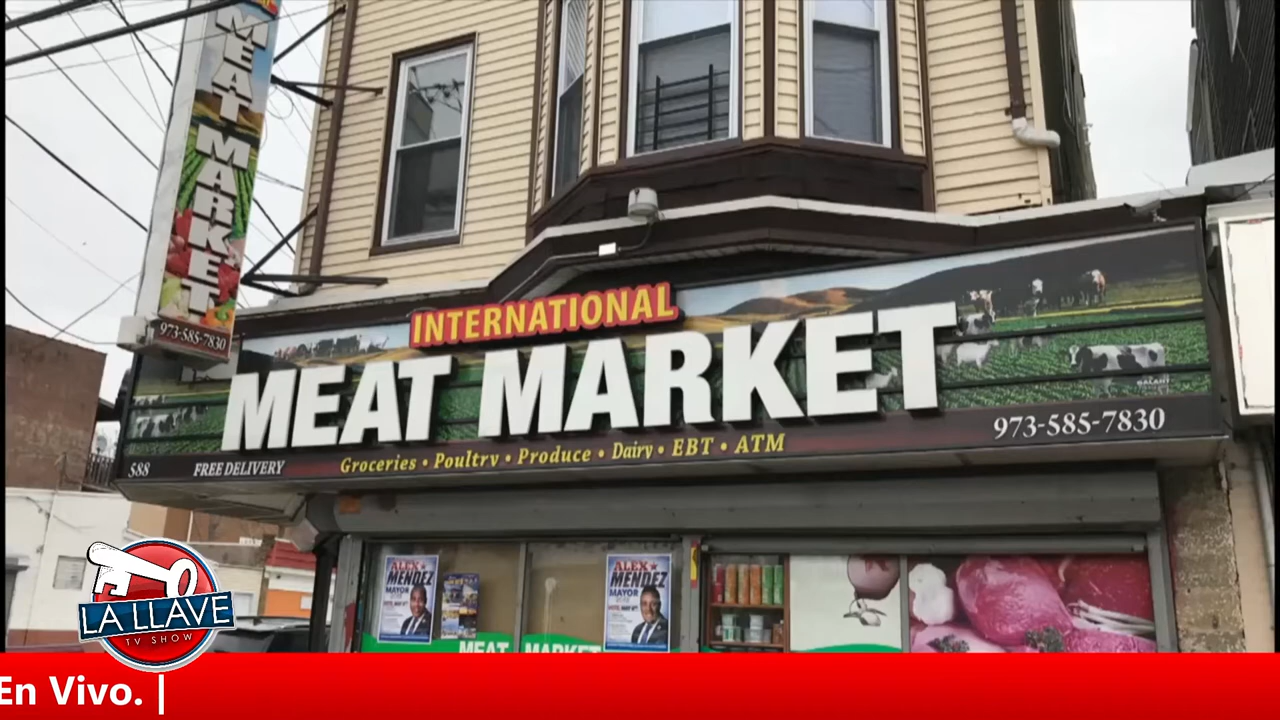 MEAT MARKET
973-585-7830
INTERNATIONAL
MEAT MARKET
973-585-7830
588 FREE DELIVERY Groceries • Poultry • Produce • Dairy • EBT • ATM
ALEX
MENDEZ
MAYOR
ALEX
MENDEZ
MAYOR
MEAT MARKET
LA LLAVE
TV SHOW
En Vivo. |